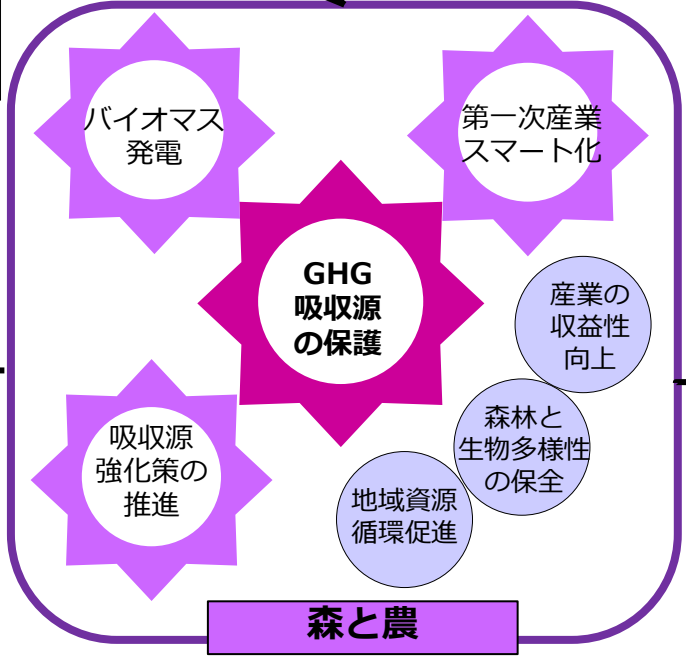 バイオマス
発電
第一次産業
スマート化
GHG
吸収源
の保護
産業の
収益性
向上
森林と
生物多様性
の保全
吸収源
強化策の
推進
地域資源
循環促進
森と農